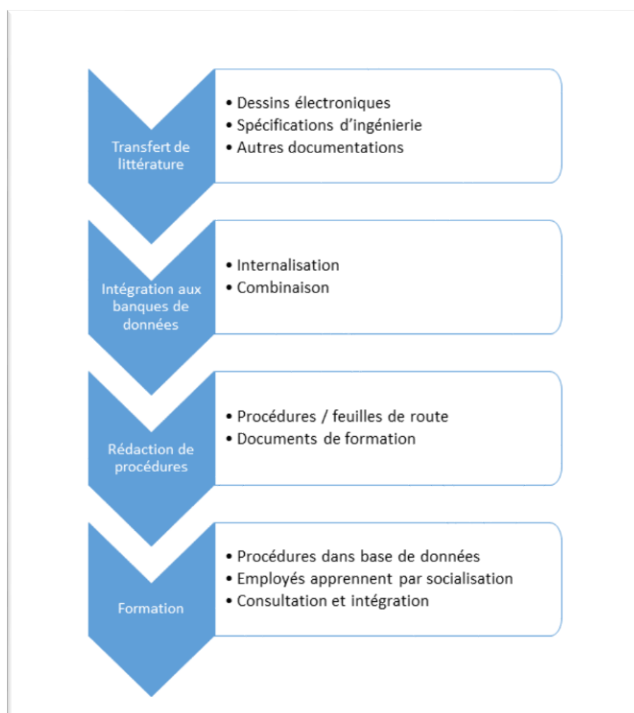 Transfert de
littérature
• Dessins électroniques
• Spécifications d'ingénierie
• Autres documentations
Intégration aux
banques de
données
• Internalisation
• Combinaison
Rédaction de
procédures
• Procédures / feuilles de route
• Documents de formation
Formation
• Procédures dans base de données
• Employés apprennent par socialisation
• Consultation et intégration